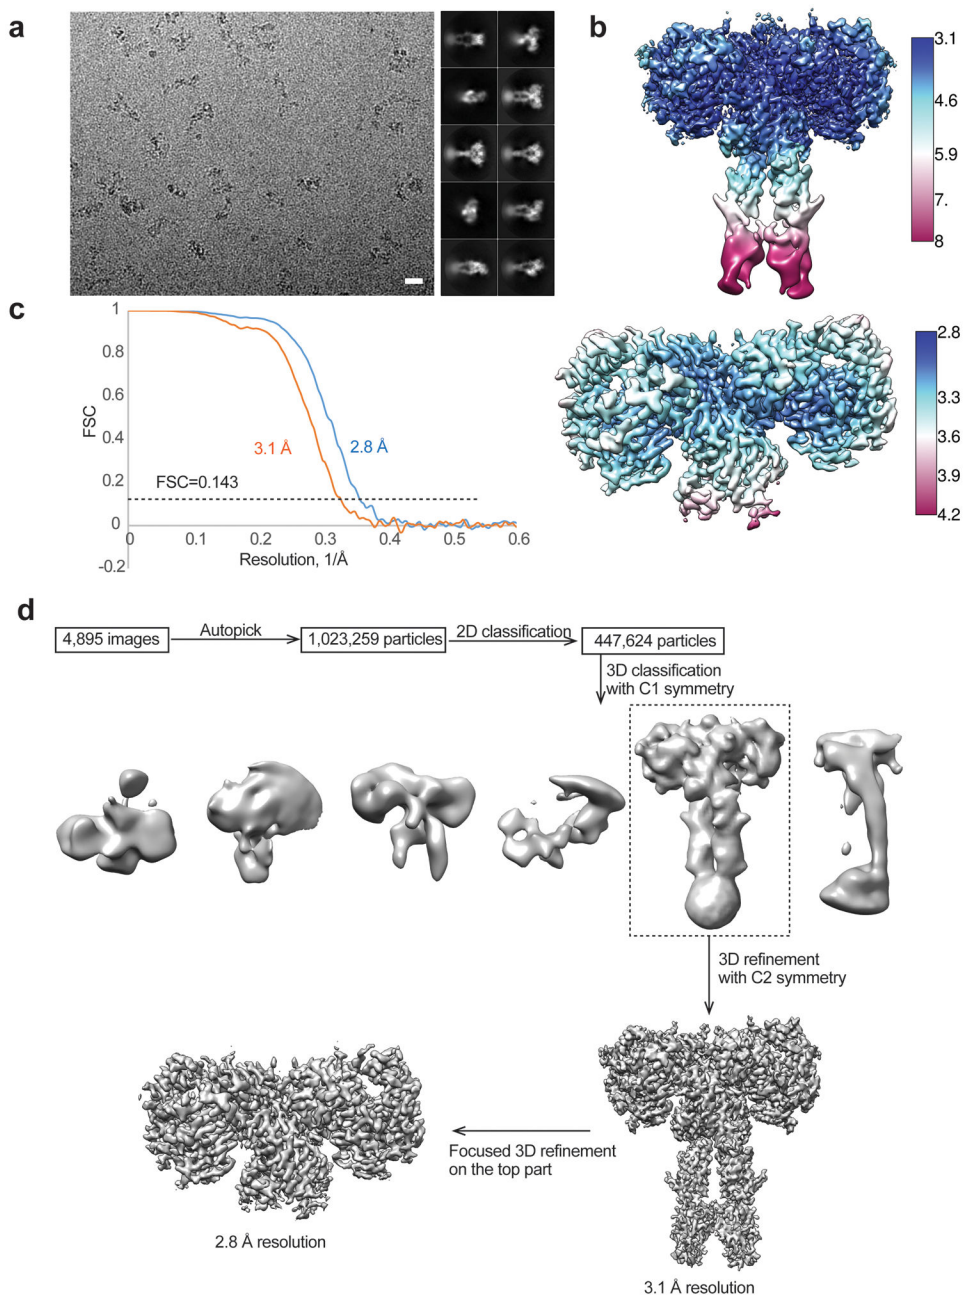 a
b
3.1
4.6
5.9
7.
8
2.8
3.3
3.6
3.9
4.2
c
1
0.8
0.6
0.4
0.2
0
-0.2
FSC
3.1 Å
2.8 Å
FSC=0.143
0
0.1
0.2
0.3
0.4
0.5
0.6
Resolution, 1/Å
d
4,895 images
Autopick
1,023,259 particles
2D classification
447,624 particles
3D classification
with C1 symmetry
3D refinement
with C2 symmetry
Focused 3D refinement
on the top part
2.8 Å resolution
3.1 Å resolution